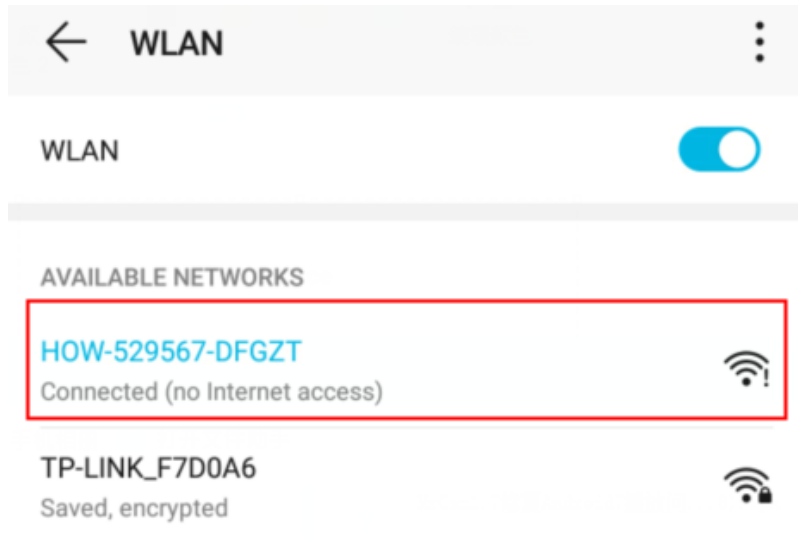 WLAN
WLAN
AVAILABLE NETWORKS
HOW-529567-DFGZT
Connected (no Internet access)
TP-LINK_F7D0A6
Saved, encrypted